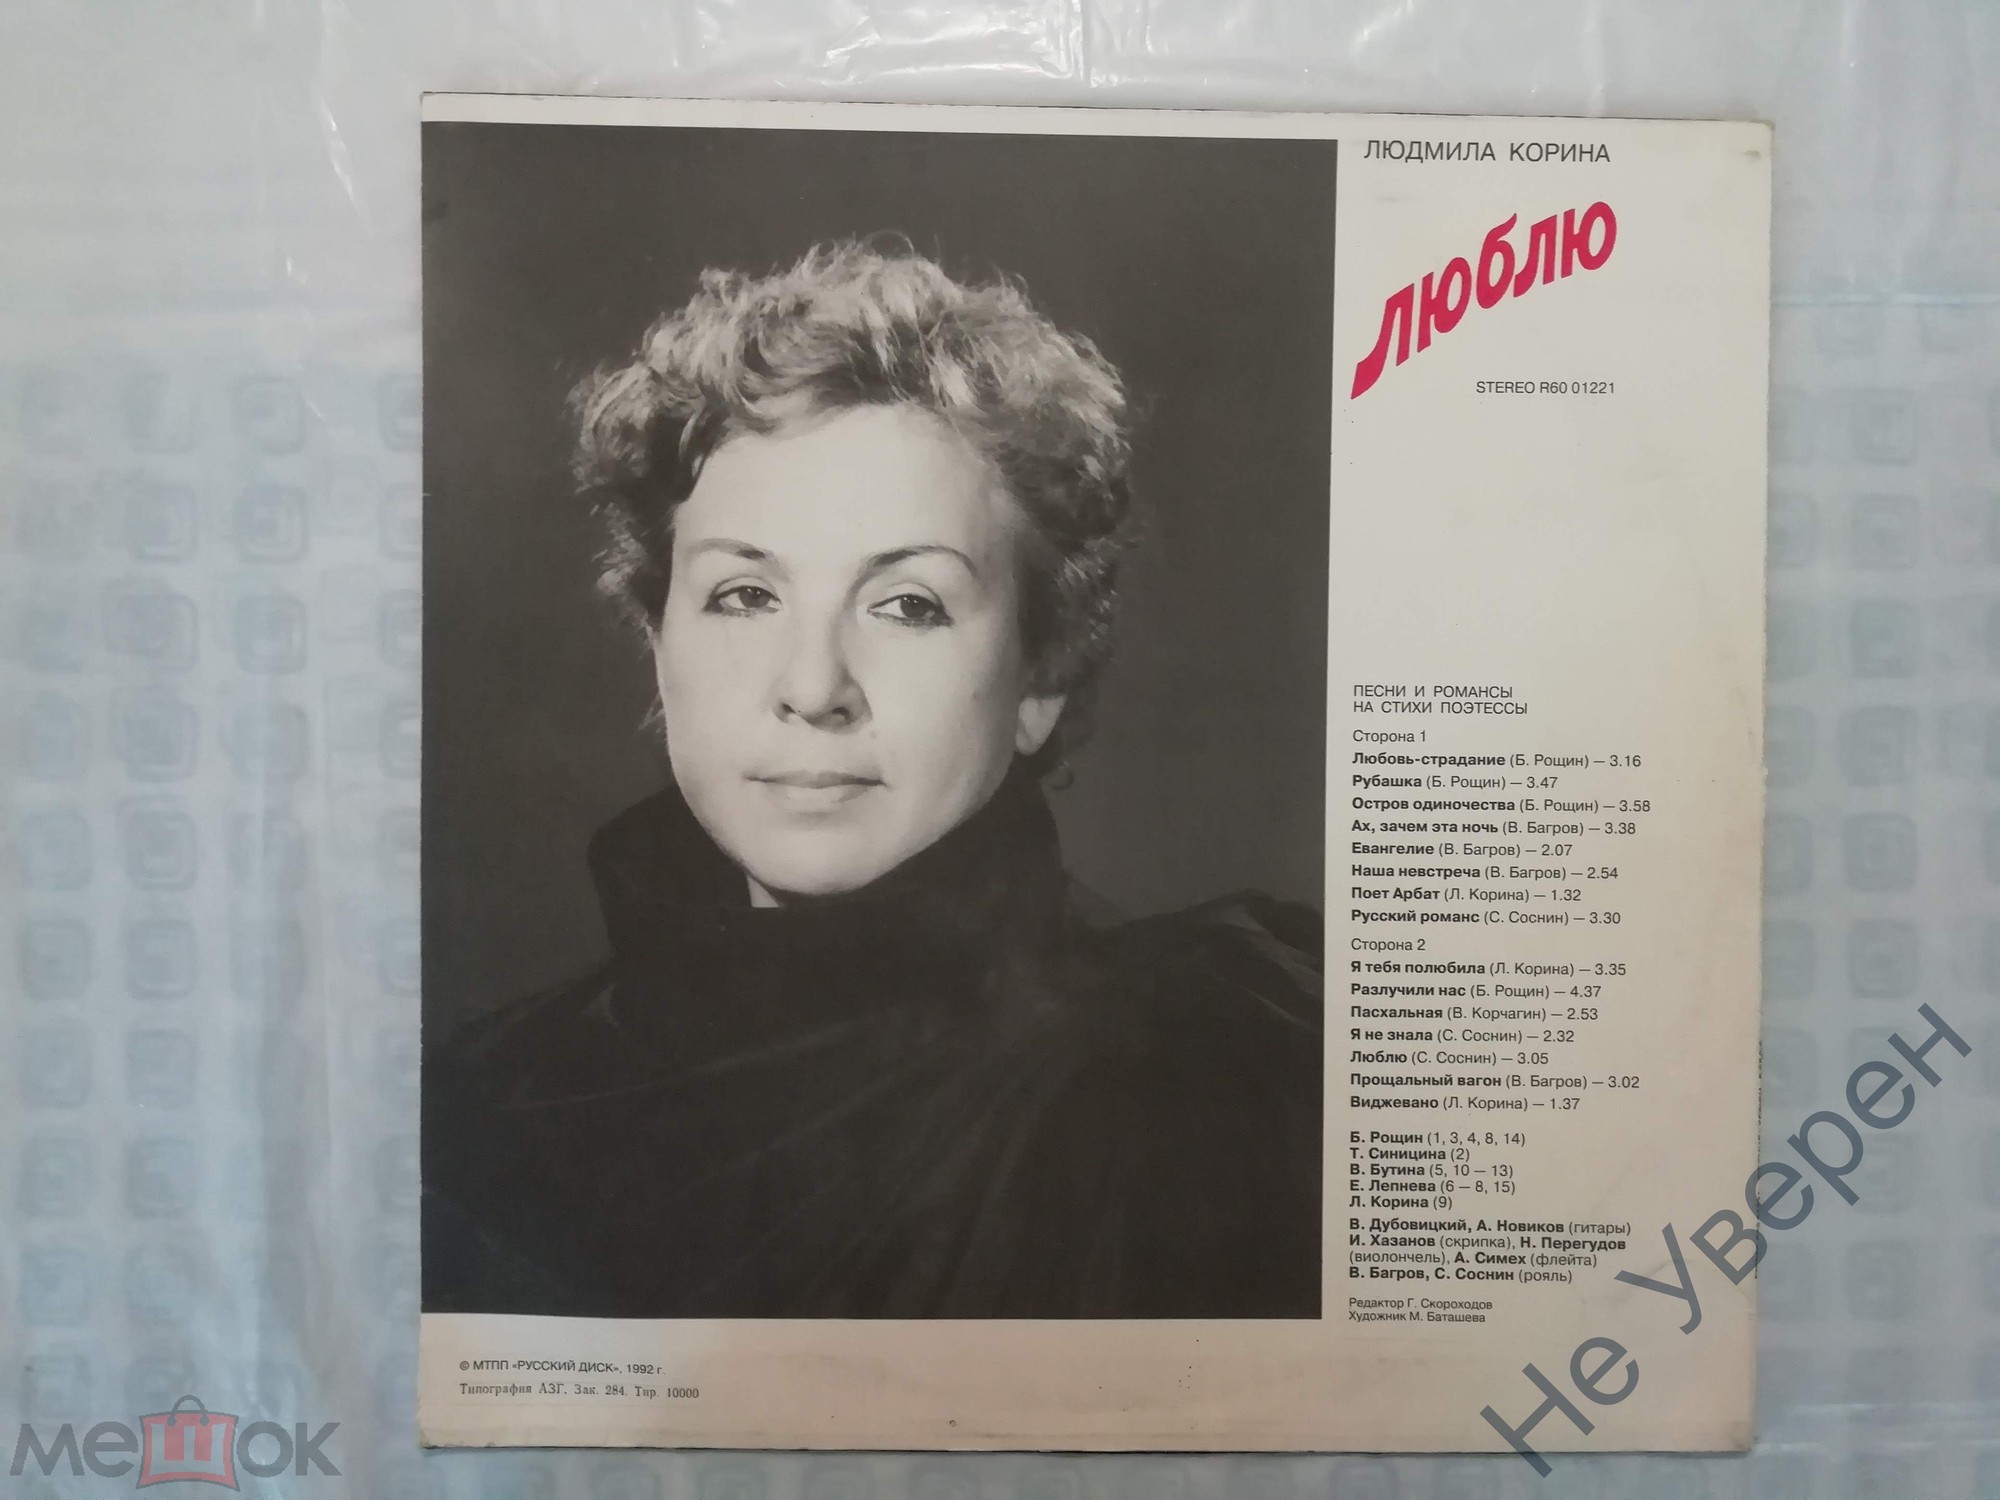 ЛЮДМИЛА КОРИНА
ЛЮБЛЮ
STEREO R60 01221
ПЕСНИ И РОМАНСЫ
НА СТИХИ ПОЭТЕССЫ
Сторона 1
Любовь-страдание (Б. Рощин) — 3.16
Рубашка (Б. Рощин) — 3.47
Остров одиночества (Б. Рощин) — 3.58
Ах, зачем эта ночь (В. Багров) — 3.38
Евангелие (В. Багров) — 2.07
Наша невстреча (В. Багров) — 2.54
Поет Арбат (Л. Корина) — 1.32
Русский романс (С. Соснин) — 3.30
Сторона 2
Я тебя полюбила (Л. Корина) — 3.35
Разлучили нас (Б. Рощин) — 4.37
Пасхальная (В. Корчагин) — 2.53
Я не знала (С. Соснин) — 2.32
Люблю (С. Соснин) — 3.05
Прощальный вагон (В. Багров) — 3.02
Виджевано (Л. Корина) — 1.37
Б. Рощин (1, 3, 4, 8, 14)
Т. Синицина (2)
В. Бутина (5, 10 — 13)
Е. Лепнева (6 — 8, 15)
Л. Корина (9)
В. Дубовицкий, А. Новиков (гитары)
И. Хазанов (скрипка), Н. Перегудов
(виолончель), А. Симех (флейта)
В. Багров, С. Соснин (рояль)
Редактор Г. Скороходов
Художник М. Баташева
© МТПП «РУССКИЙ ДИСК», 1992 г.
Типография АЗГ. Зак. 284. Тир. 10000
мешок
Не Уверен